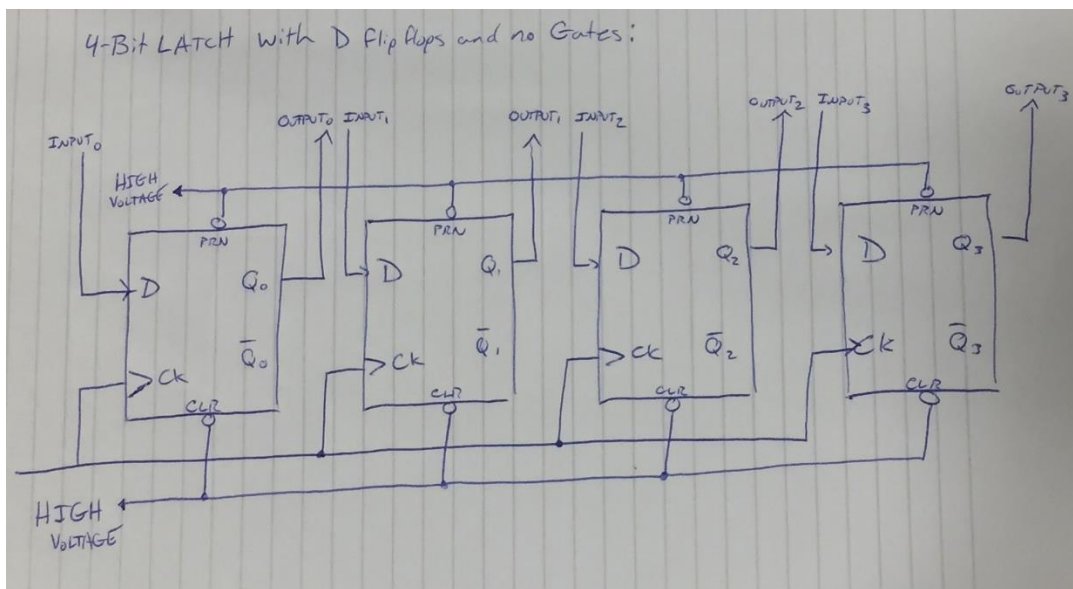 4-Bit LATCH with D flip flops and no Gates:
INPUT₀
OUTPUT₀ INPUT₁
OUTPUT₁ INPUT₂
OUTPUT₂ INPUT₃
OUTPUT₃
HIGH
VOLTAGE
PRN
PRN
PRN
PRN
D Q₀
D Q₁
D Q₂
D Q₃
Ck Q̅₀
Ck Q̅₁
Ck Q̅₂
Ck Q̅₃
CLR
CLR
CLR
CLR
HIGH
VOLTAGE